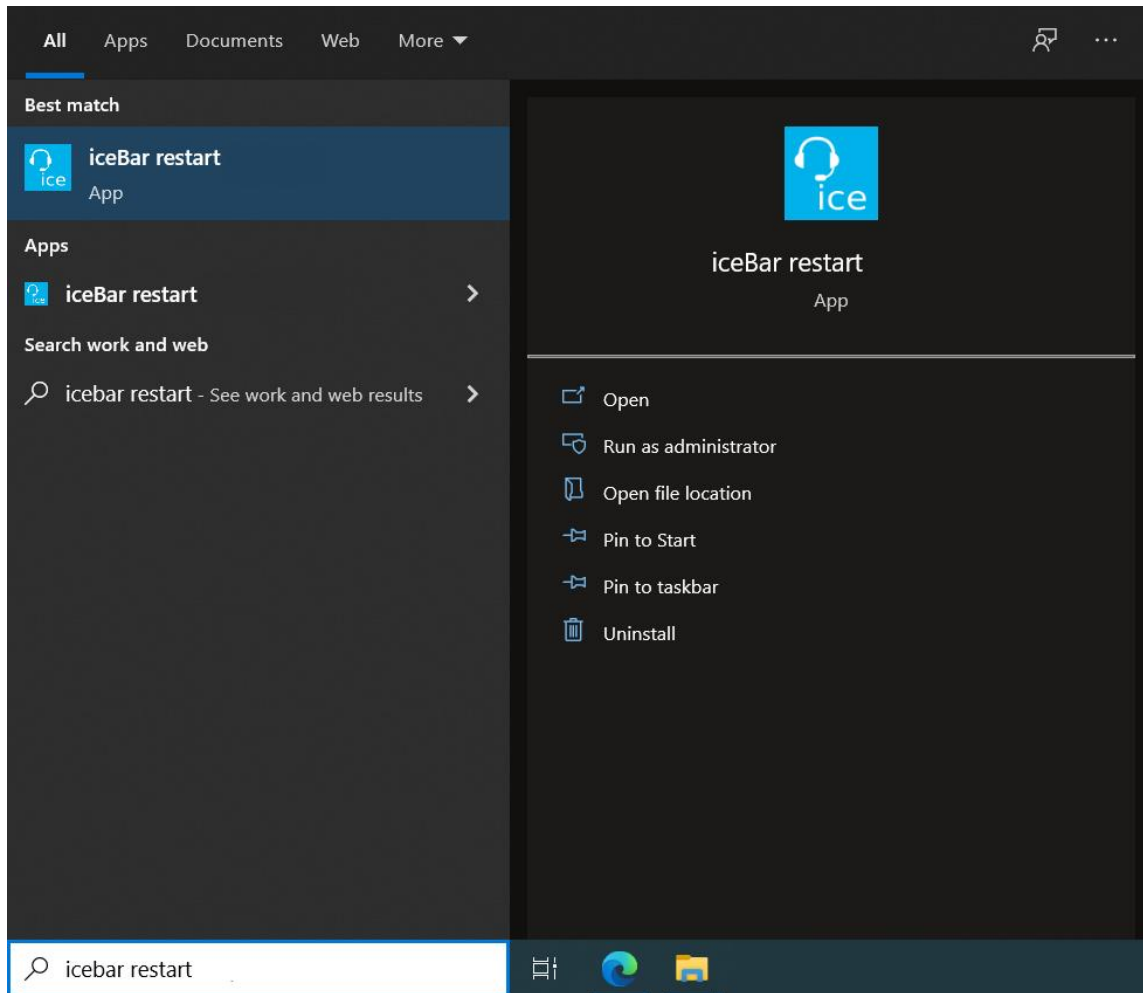 All Apps Documents Web More
Best match
ice
iceBar restart
App
Apps
ice
iceBar restart
Search work and web
icebar restart - See work and web results
ice
iceBar restart
App
Open
Run as administrator
Open file location
Pin to Start
Pin to taskbar
Uninstall
icebar restart